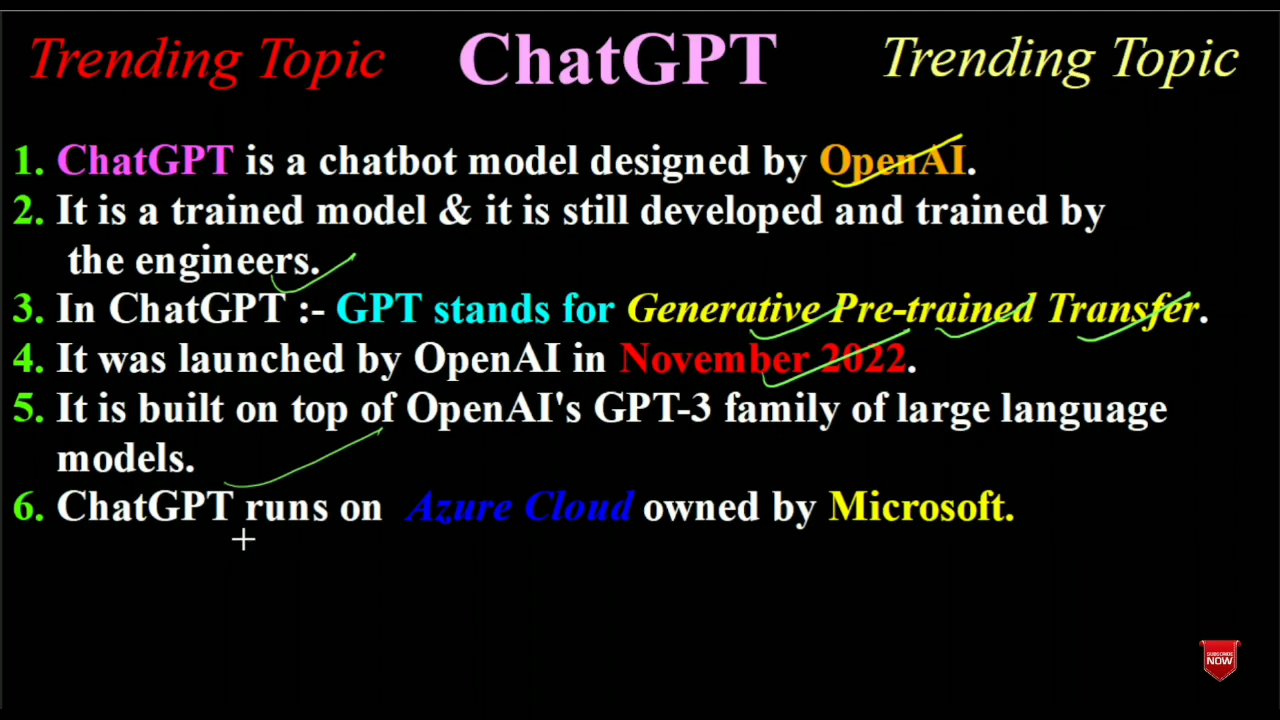 Trending Topic ChatGPT Trending Topic
1. ChatGPT is a chatbot model designed by OpenAI.
2. It is a trained model & it is still developed and trained by
the engineers.
3. In ChatGPT :- GPT stands for Generative Pre-trained Transfer.
4. It was launched by OpenAI in November 2022.
5. It is built on top of OpenAI's GPT-3 family of large language
models.
6. ChatGPT runs on Azure Cloud owned by Microsoft.
SUBSCRIBE
NOW